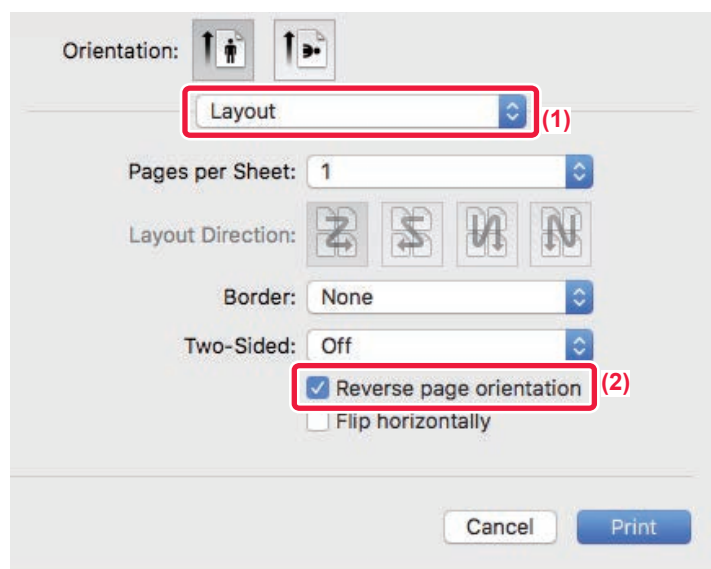 Orientation:
Layout
(1)
Pages per Sheet: 1
Layout Direction:
Border: None
Two-Sided: Off
Reverse page orientation
(2)
Flip horizontally
Cancel Print